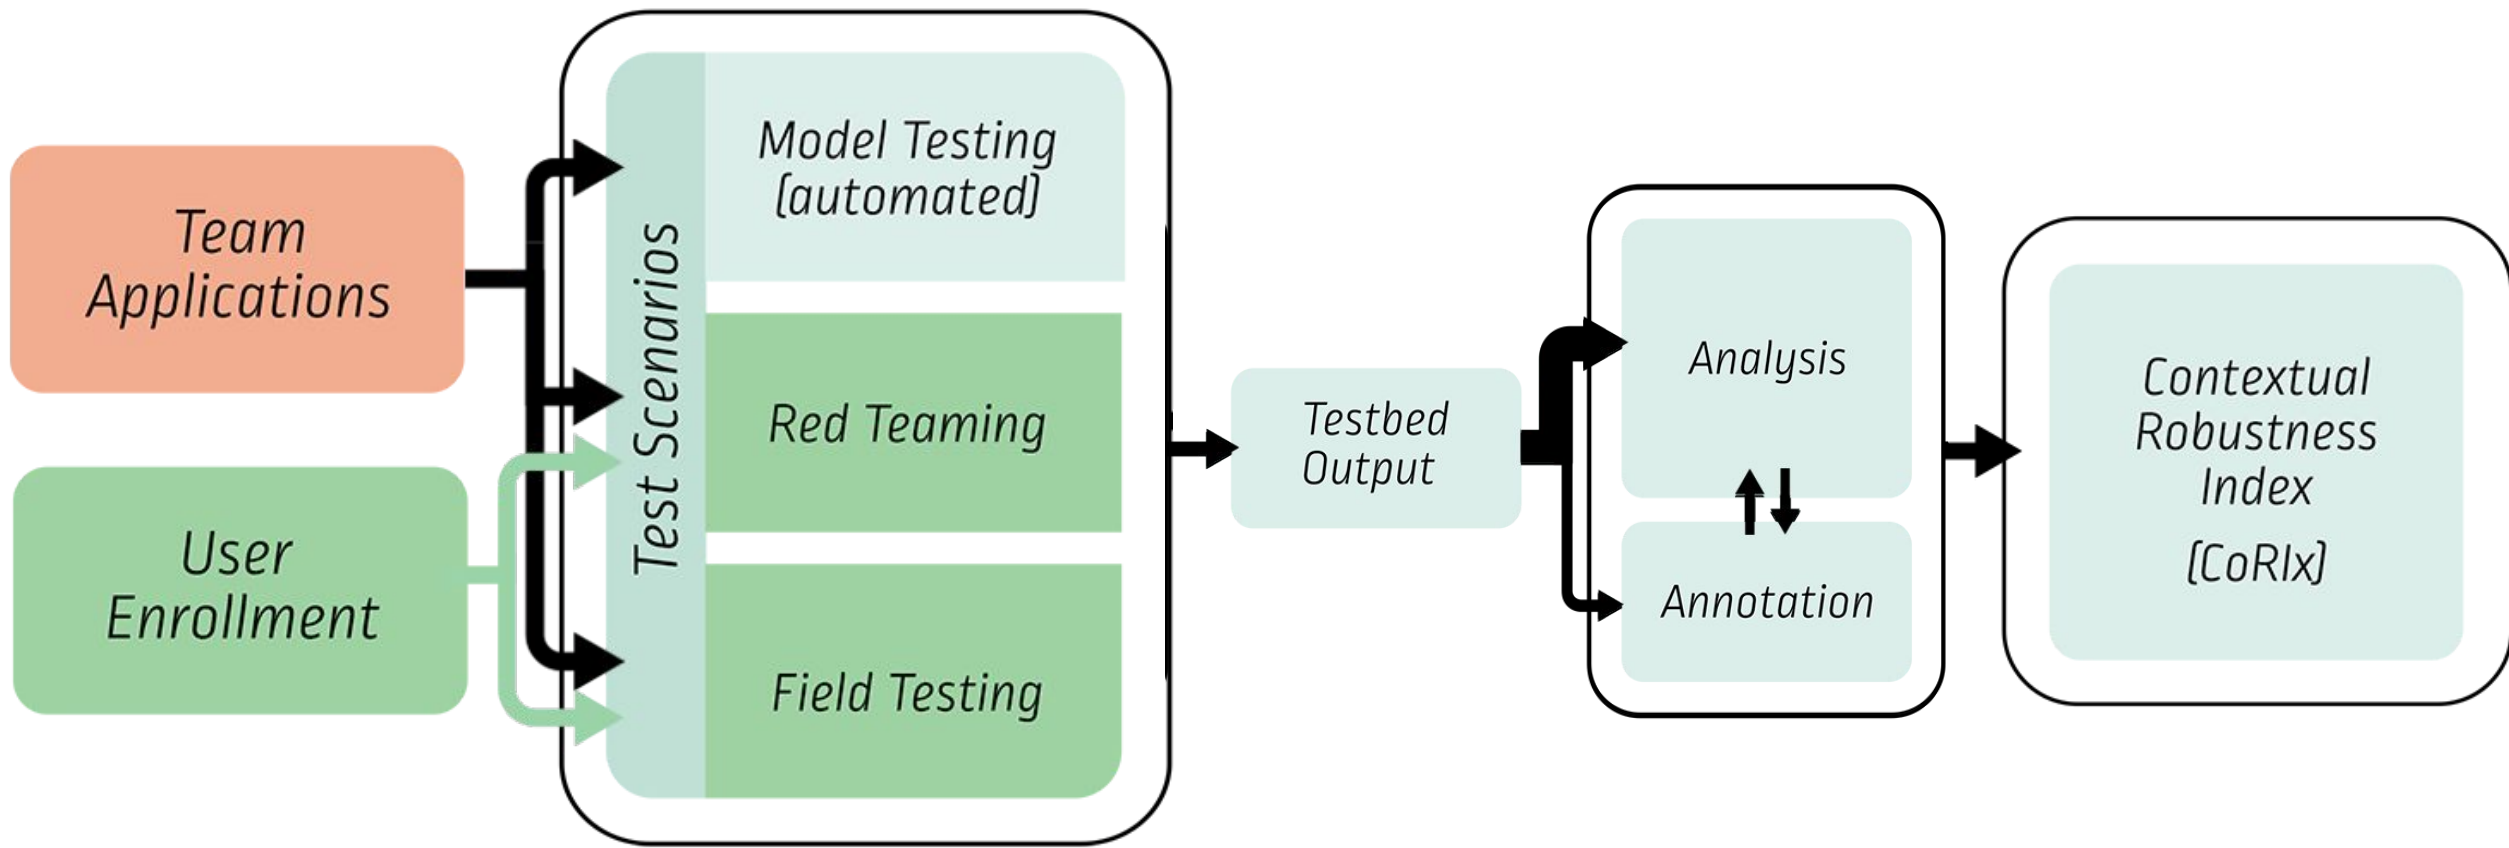 Team
Applications
User
Enrollment
Test Scenarios
Model Testing
(automated)
Red Teaming
Field Testing
Testbed
Output
Analysis
Annotation
Contextual
Robustness
Index
(CoRIx)